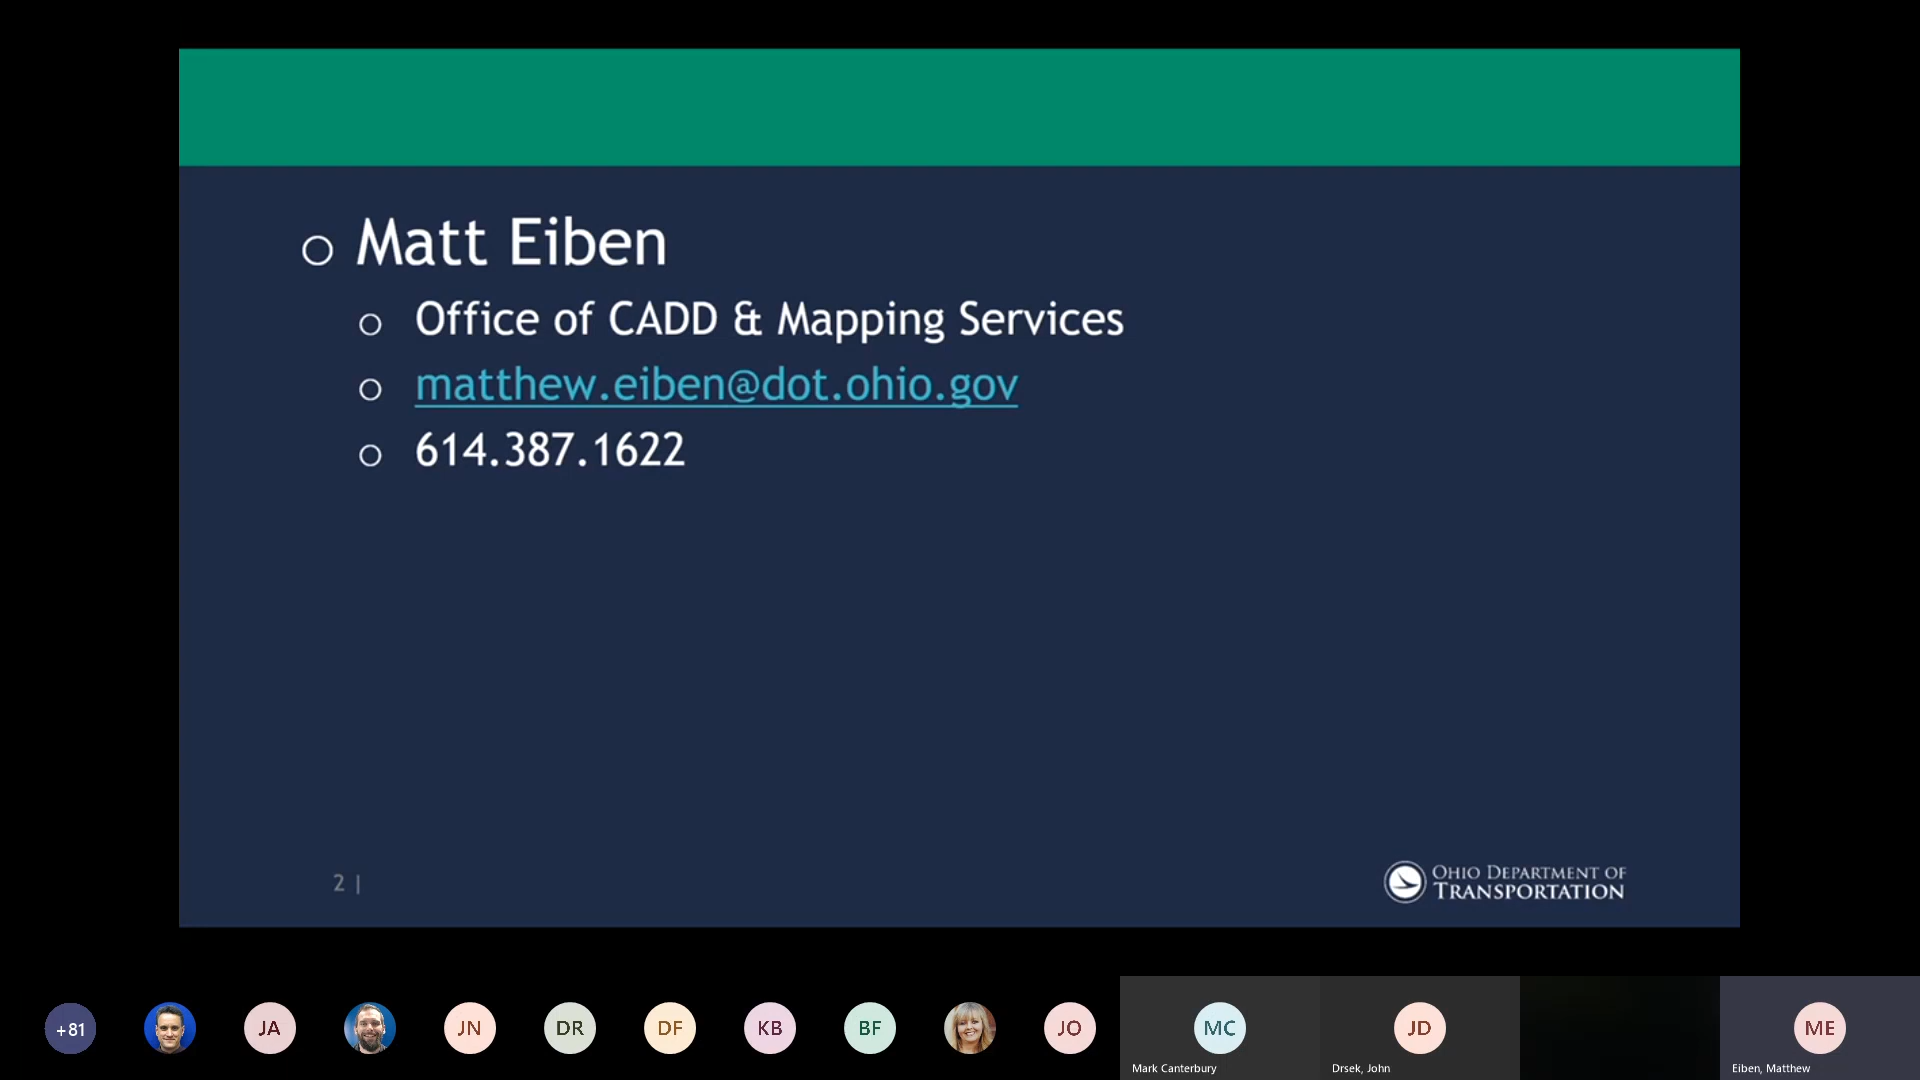 Matt Eiben
Office of CADD & Mapping Services
matthew.eiben@dot.ohio.gov
614.387.1622
2 |
OHIO DEPARTMENT OF
TRANSPORTATION
+81
JA
JN
DR
DF
KB
BF
JO
MC
Mark Canterbury
JD
Drsek, John
ME
Eiben, Matthew